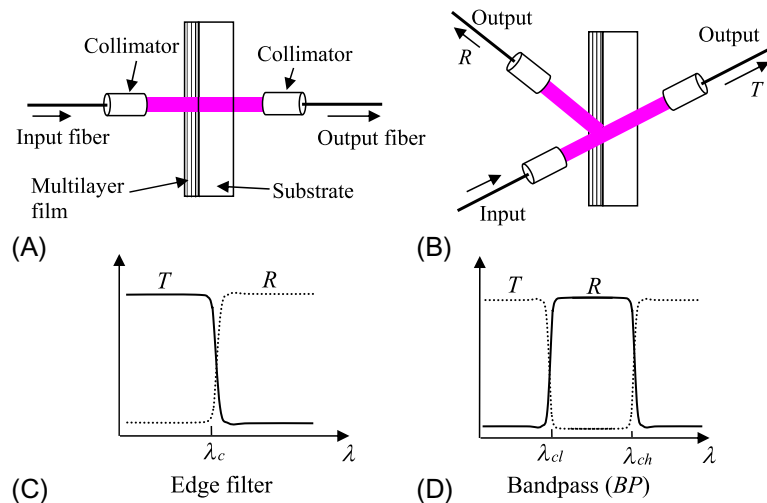 Collimator
Collimator
Input fiber
Output fiber
Multilayer
film
Substrate
(A)
Output
R
Output
T
Input
(B)
T
R
λc
λ
(C)
Edge filter
T
R
λcl
λch
λ
(D)
Bandpass (BP)